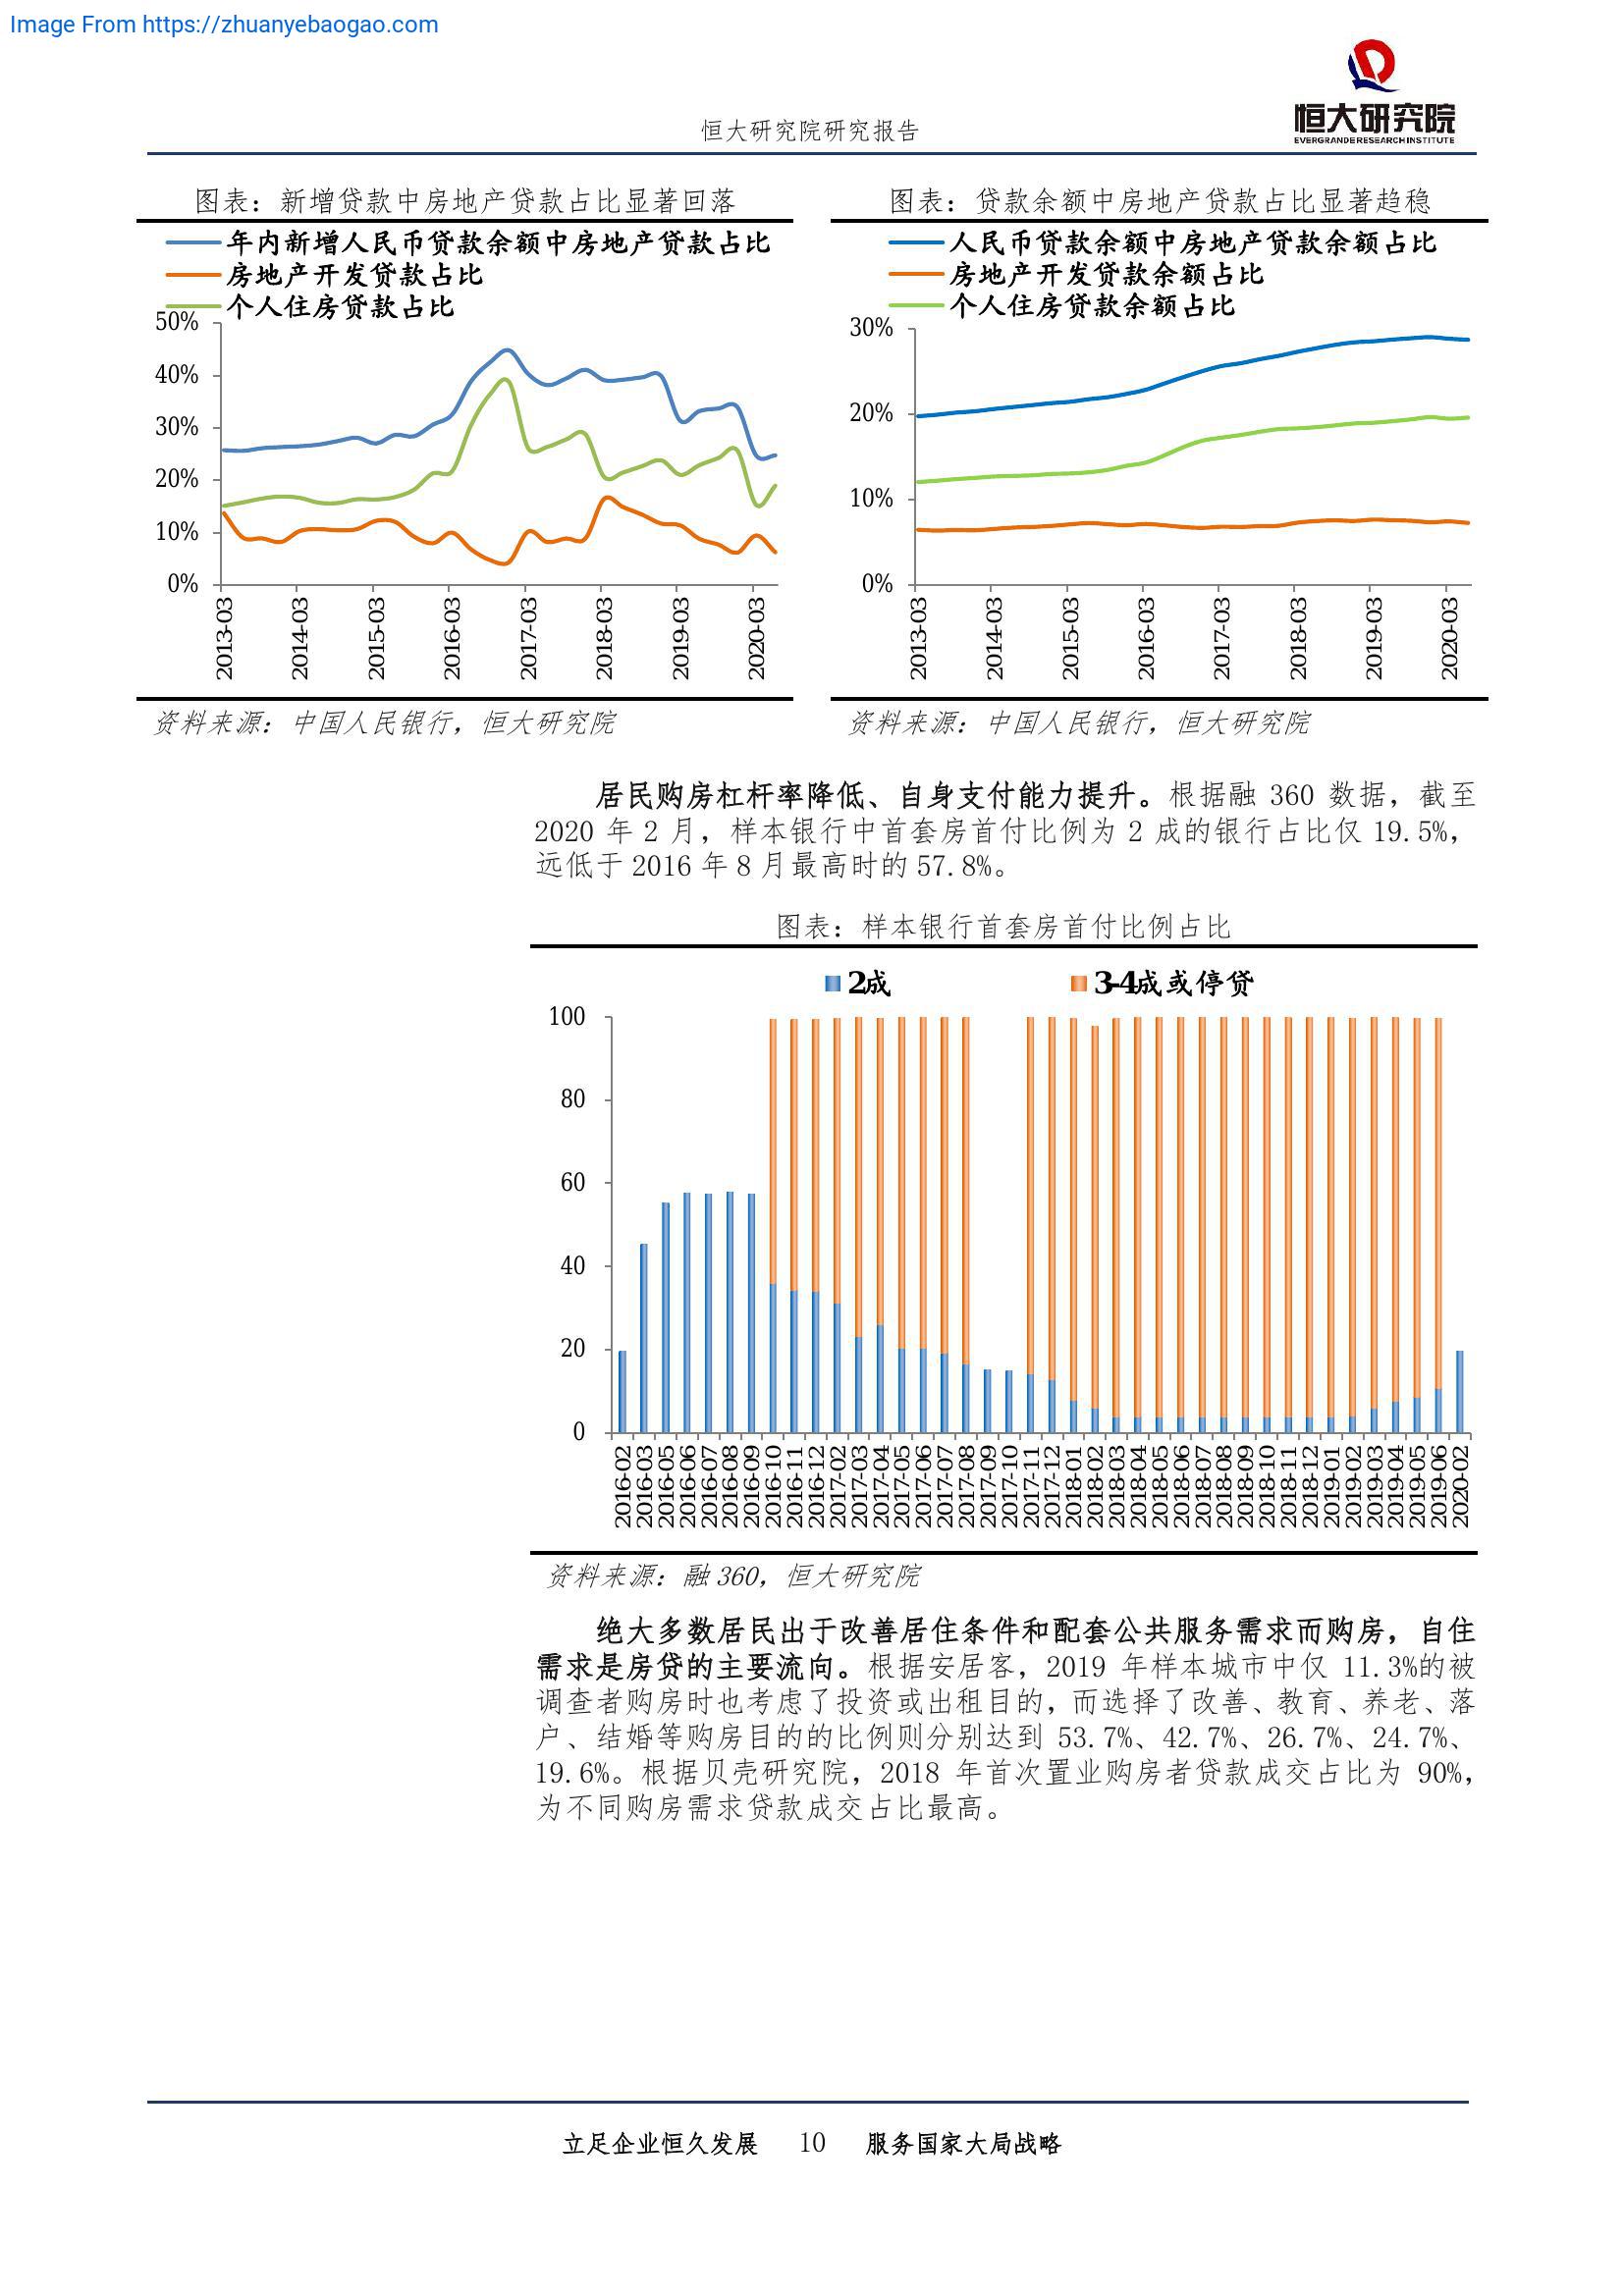 Image From https://zhuanyebaogao.com
恒大研究院
EVERGRANDE RESEARCH INSTITUTE
恒大研究院研究报告
图表：新增贷款中房地产贷款占比显著回落
年内新增人民币贷款余额中房地产贷款占比
房地产开发贷款占比
个人住房贷款占比
50%
40%
30%
20%
10%
0%
2013-03 2014-03 2015-03 2016-03 2017-03 2018-03 2019-03 2020-03
资料来源：中国人民银行，恒大研究院
图表：贷款余额中房地产贷款占比显著趋稳
人民币贷款余额中房地产贷款余额占比
房地产开发贷款余额占比
个人住房贷款余额占比
30%
20%
10%
0%
2013-03 2014-03 2015-03 2016-03 2017-03 2018-03 2019-03 2020-03
资料来源：中国人民银行，恒大研究院
居民购房杠杆率降低、自身支付能力提升。根据融 360 数据，截至
2020 年 2 月，样本银行中首套房首付比例为 2 成的银行占比仅 19.5%，
远低于 2016 年 8 月最高时的 57.8%。
图表：样本银行首套房首付比例占比
2成 3-4成或停贷
100
80
60
40
20
0
2016-02 2016-03 2016-05 2016-06 2016-07 2016-08 2016-09 2016-10 2016-11 2016-12 2017-02 2017-03 2017-04 2017-05 2017-06 2017-07 2017-08 2017-09 2017-10 2017-11 2017-12 2018-01 2018-02 2018-03 2018-04 2018-05 2018-06 2018-07 2018-08 2018-09 2018-10 2018-11 2018-12 2019-01 2019-02 2019-03 2019-04 2019-05 2019-06 2020-02
资料来源：融 360，恒大研究院
绝大多数居民出于改善居住条件和配套公共服务需求而购房，自住
需求是房贷的主要流向。根据安居客，2019 年样本城市中仅 11.3%的被
调查者购房时也考虑了投资或出租目的，而选择了改善、教育、养老、落
户、结婚等购房目的的比例则分别达到 53.7%、42.7%、26.7%、24.7%、
19.6%。根据贝壳研究院，2018 年首次置业购房者贷款成交占比为 90%，
为不同购房需求贷款成交占比最高。
立足企业恒久发展 10 服务国家大局战略